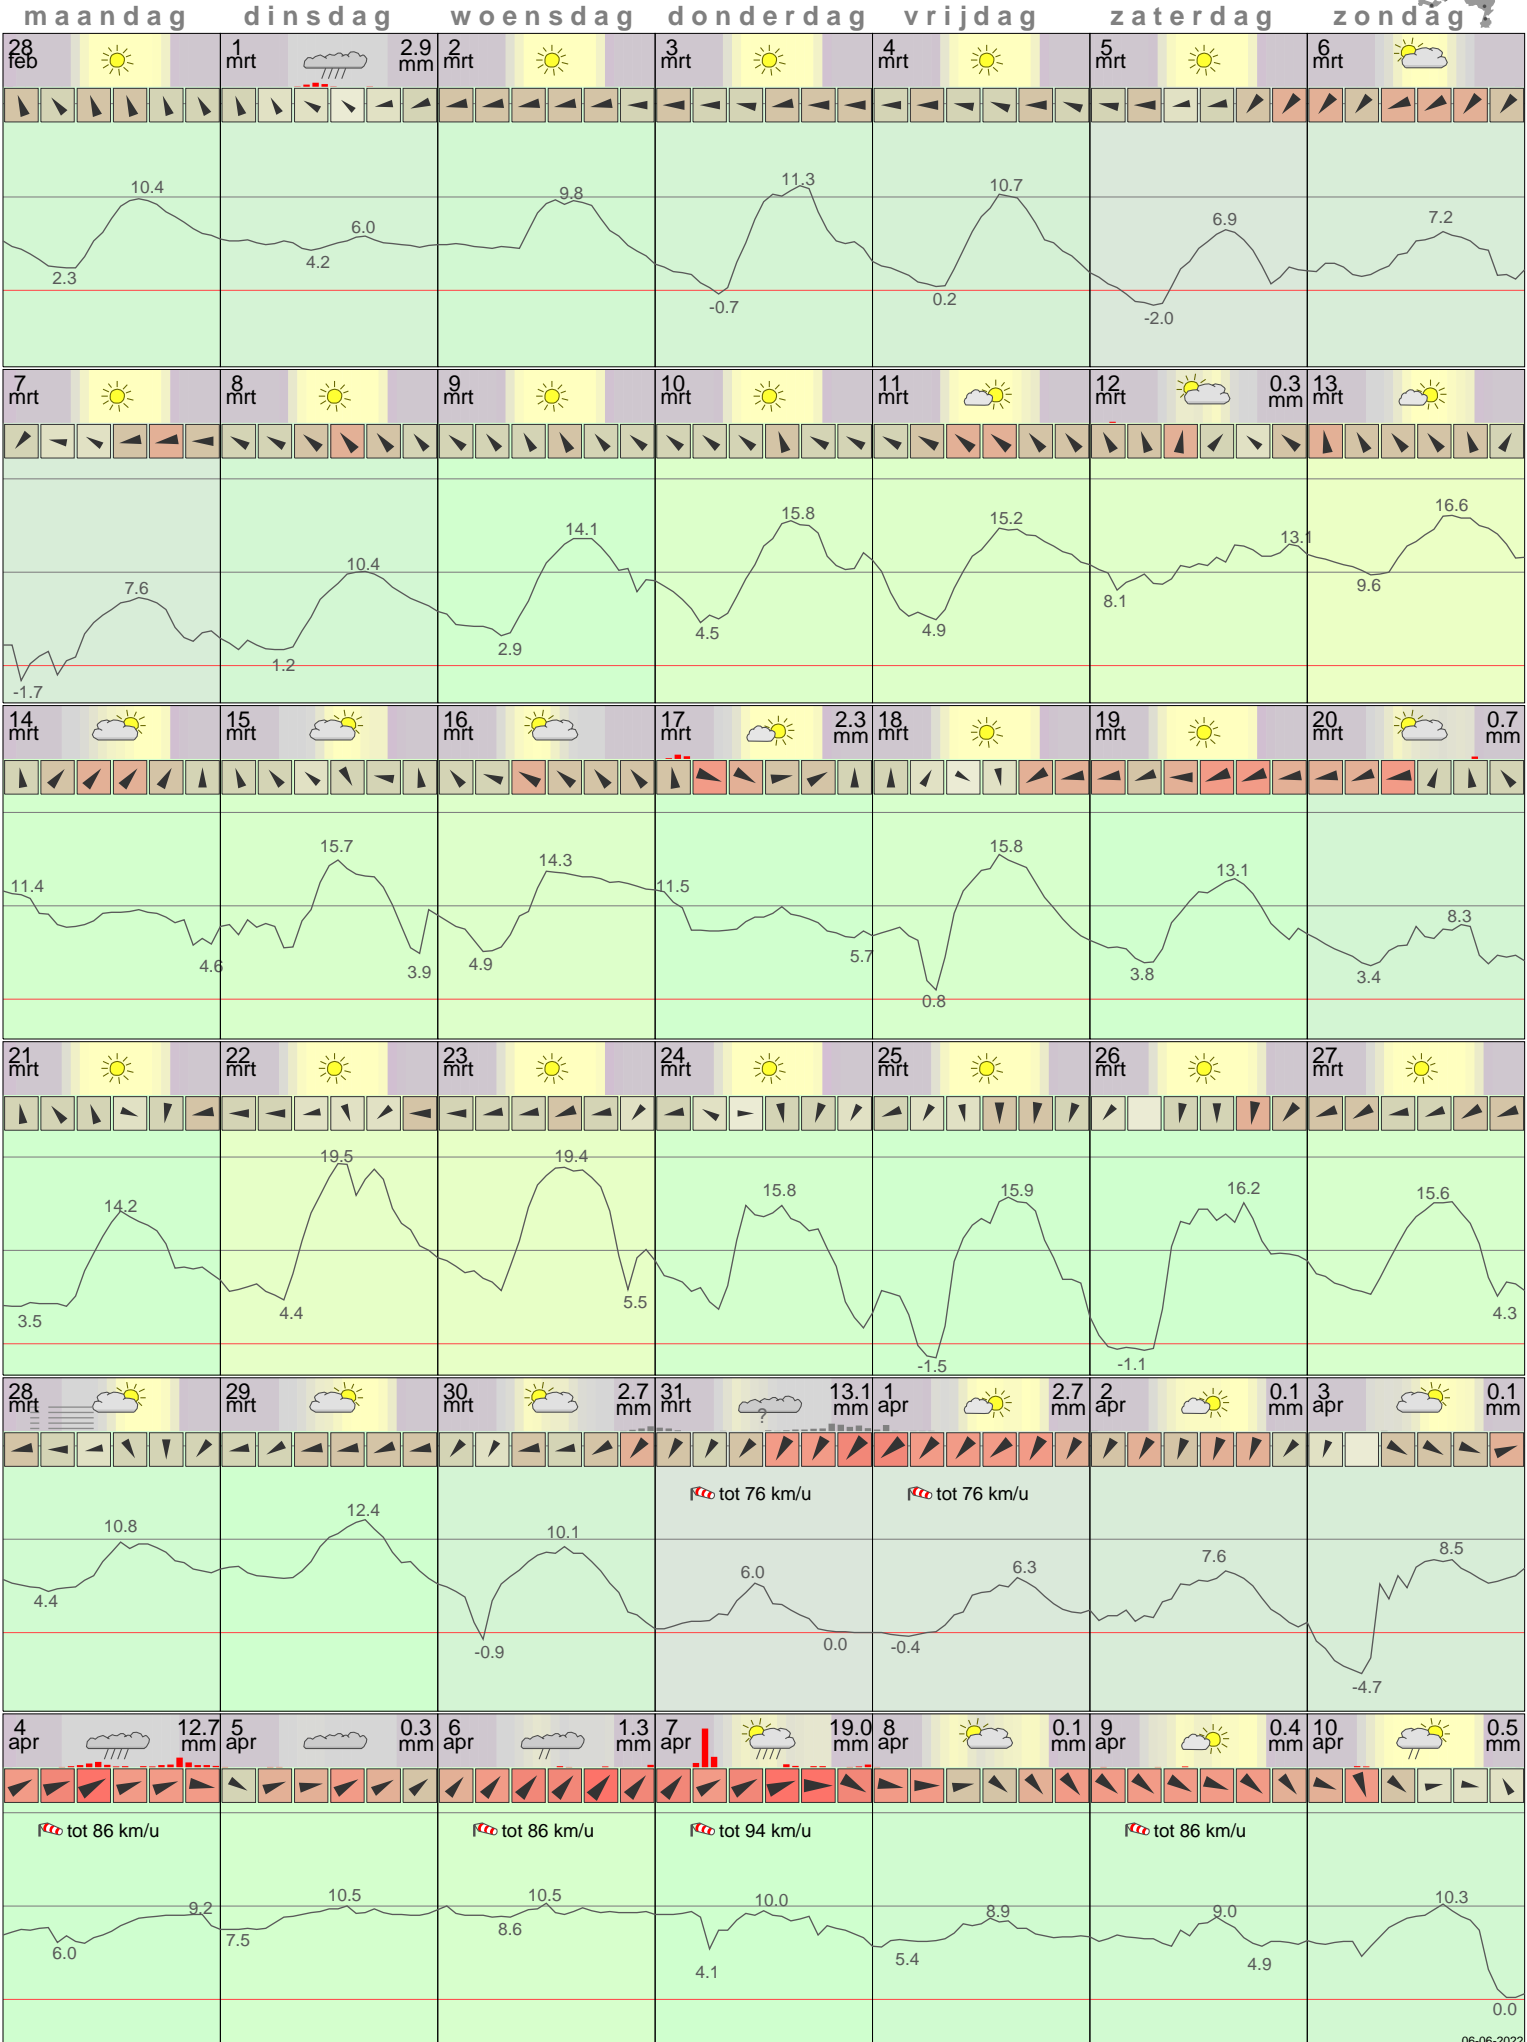 maandag dinsdag woensdag donderdag vrijdag zaterdag zondag
28 feb 1 mrt 2.9 mm 2 mrt 3 mrt 4 mrt 5 mrt 6 mrt
10.4 2.3 6.0 4.2 9.8 11.3 -0.7 10.7 0.2 6.9 -2.0 7.2
7 mrt 8 mrt 9 mrt 10 mrt 11 mrt 12 mrt 0.3 mm 13 mrt
7.6 -1.7 10.4 1.2 14.1 2.9 15.8 4.5 15.2 4.9 13.1 8.1 16.6 9.6
14 mrt 15 mrt 16 mrt 17 mrt 2.3 mm 18 mrt 19 mrt 20 mrt 0.7 mm
11.4 4.6 15.7 3.9 14.3 4.9 11.5 5.7 15.8 0.8 13.1 3.8 8.3 3.4
21 mrt 22 mrt 23 mrt 24 mrt 25 mrt 26 mrt 27 mrt
14.2 3.5 19.5 4.4 19.4 5.5 15.8 15.9 -1.5 16.2 -1.1 15.6 4.3
28 mrt 29 mrt 30 mrt 2.7 mm 31 mrt ? 13.1 mm 1 apr 2.7 mm 2 apr 0.1 mm 3 apr 0.1 mm
tot 76 km/u tot 76 km/u
10.8 4.4 12.4 10.1 -0.9 6.0 0.0 6.3 -0.4 7.6 8.5 -4.7
4 apr 12.7 mm 5 apr 0.3 mm 6 apr 1.3 mm 7 apr 19.0 mm 8 apr 0.1 mm 9 apr 0.4 mm 10 apr 0.5 mm
tot 86 km/u tot 86 km/u tot 94 km/u tot 86 km/u
9.2 6.0 10.5 7.5 10.5 8.6 10.0 4.1 8.9 5.4 9.0 4.9 10.3 0.0
06-06-2022